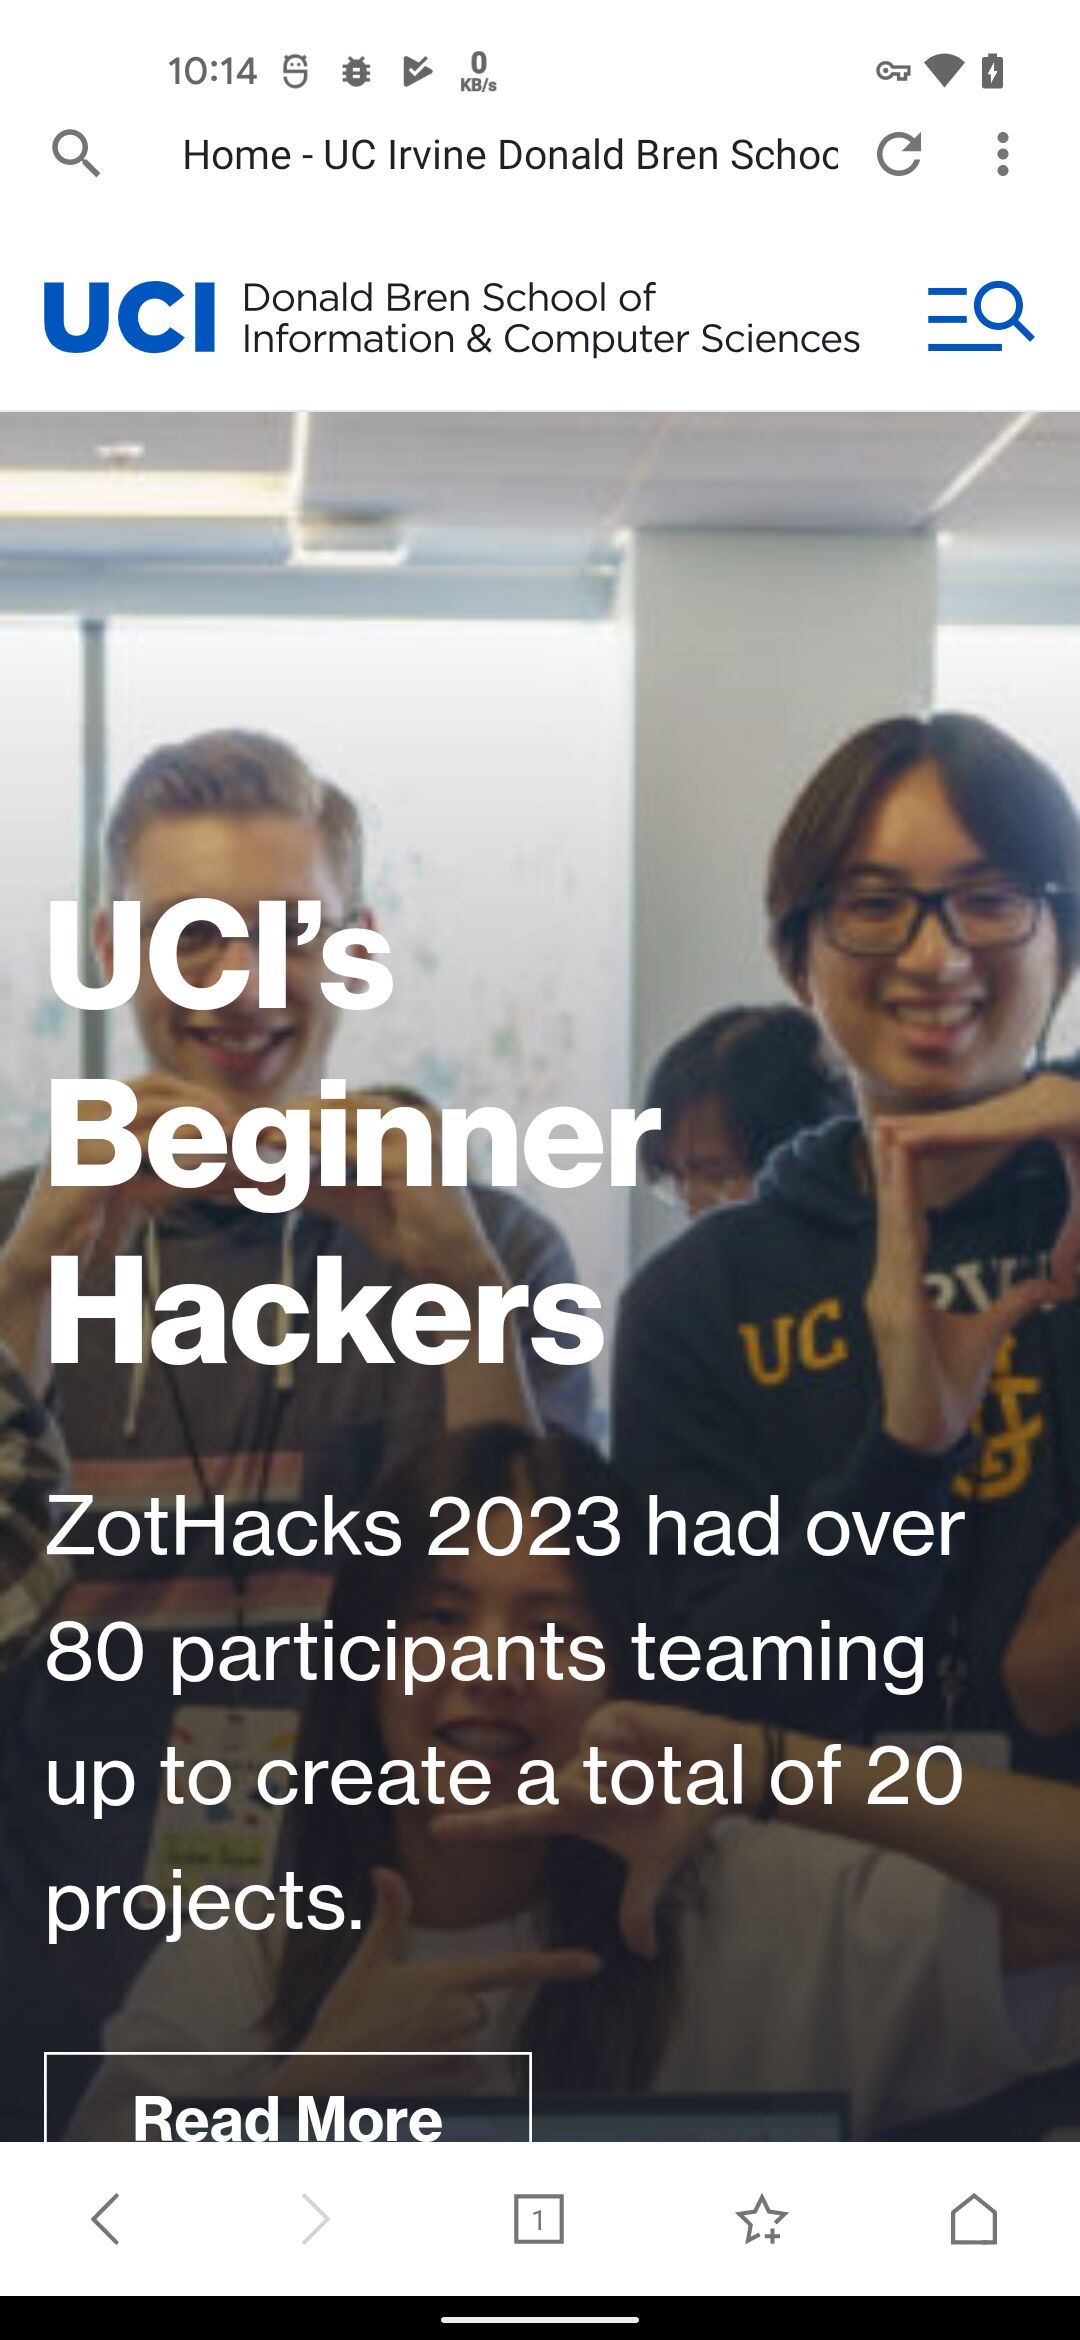 10:14
0
KB/s
Home - UC Irvine Donald Bren Schoo
UCI
Donald Bren School of
Information & Computer Sciences
UCI’s
Beginner
Hackers
UC
ZotHacks 2023 had over
80 participants teaming
up to create a total of 20
projects.
Read More
1